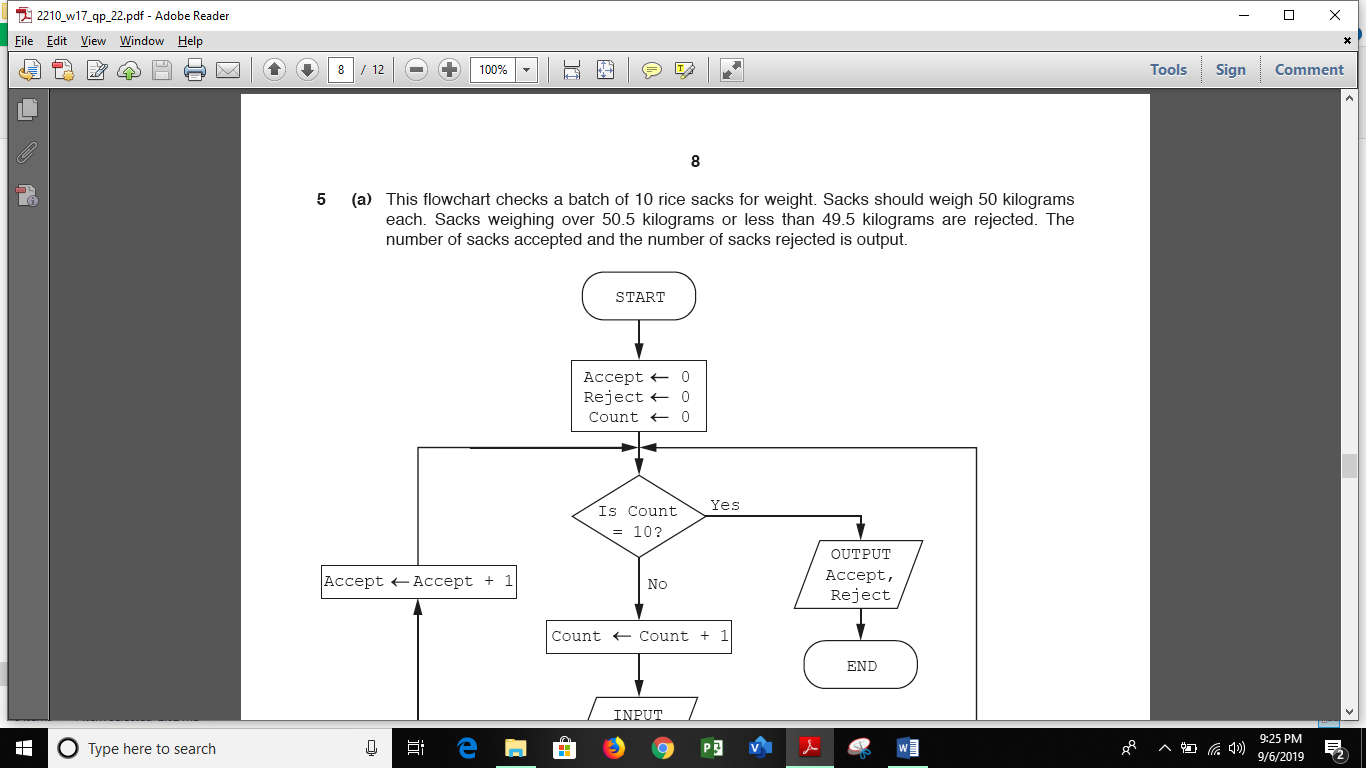 2210_w17_qp_22.pdf - Adobe Reader
File Edit View Window Help
8 / 12 100% Tools Sign Comment
8
5 (a) This flowchart checks a batch of 10 rice sacks for weight. Sacks should weigh 50 kilograms
each. Sacks weighing over 50.5 kilograms or less than 49.5 kilograms are rejected. The
number of sacks accepted and the number of sacks rejected is output.
START
Accept ← 0
Reject ← 0
Count ← 0
Is Count
= 10?
Yes
No
OUTPUT
Accept,
Reject
END
Accept ← Accept + 1
Count ← Count + 1
INPUT
Type here to search
9:25 PM
9/6/2019
2